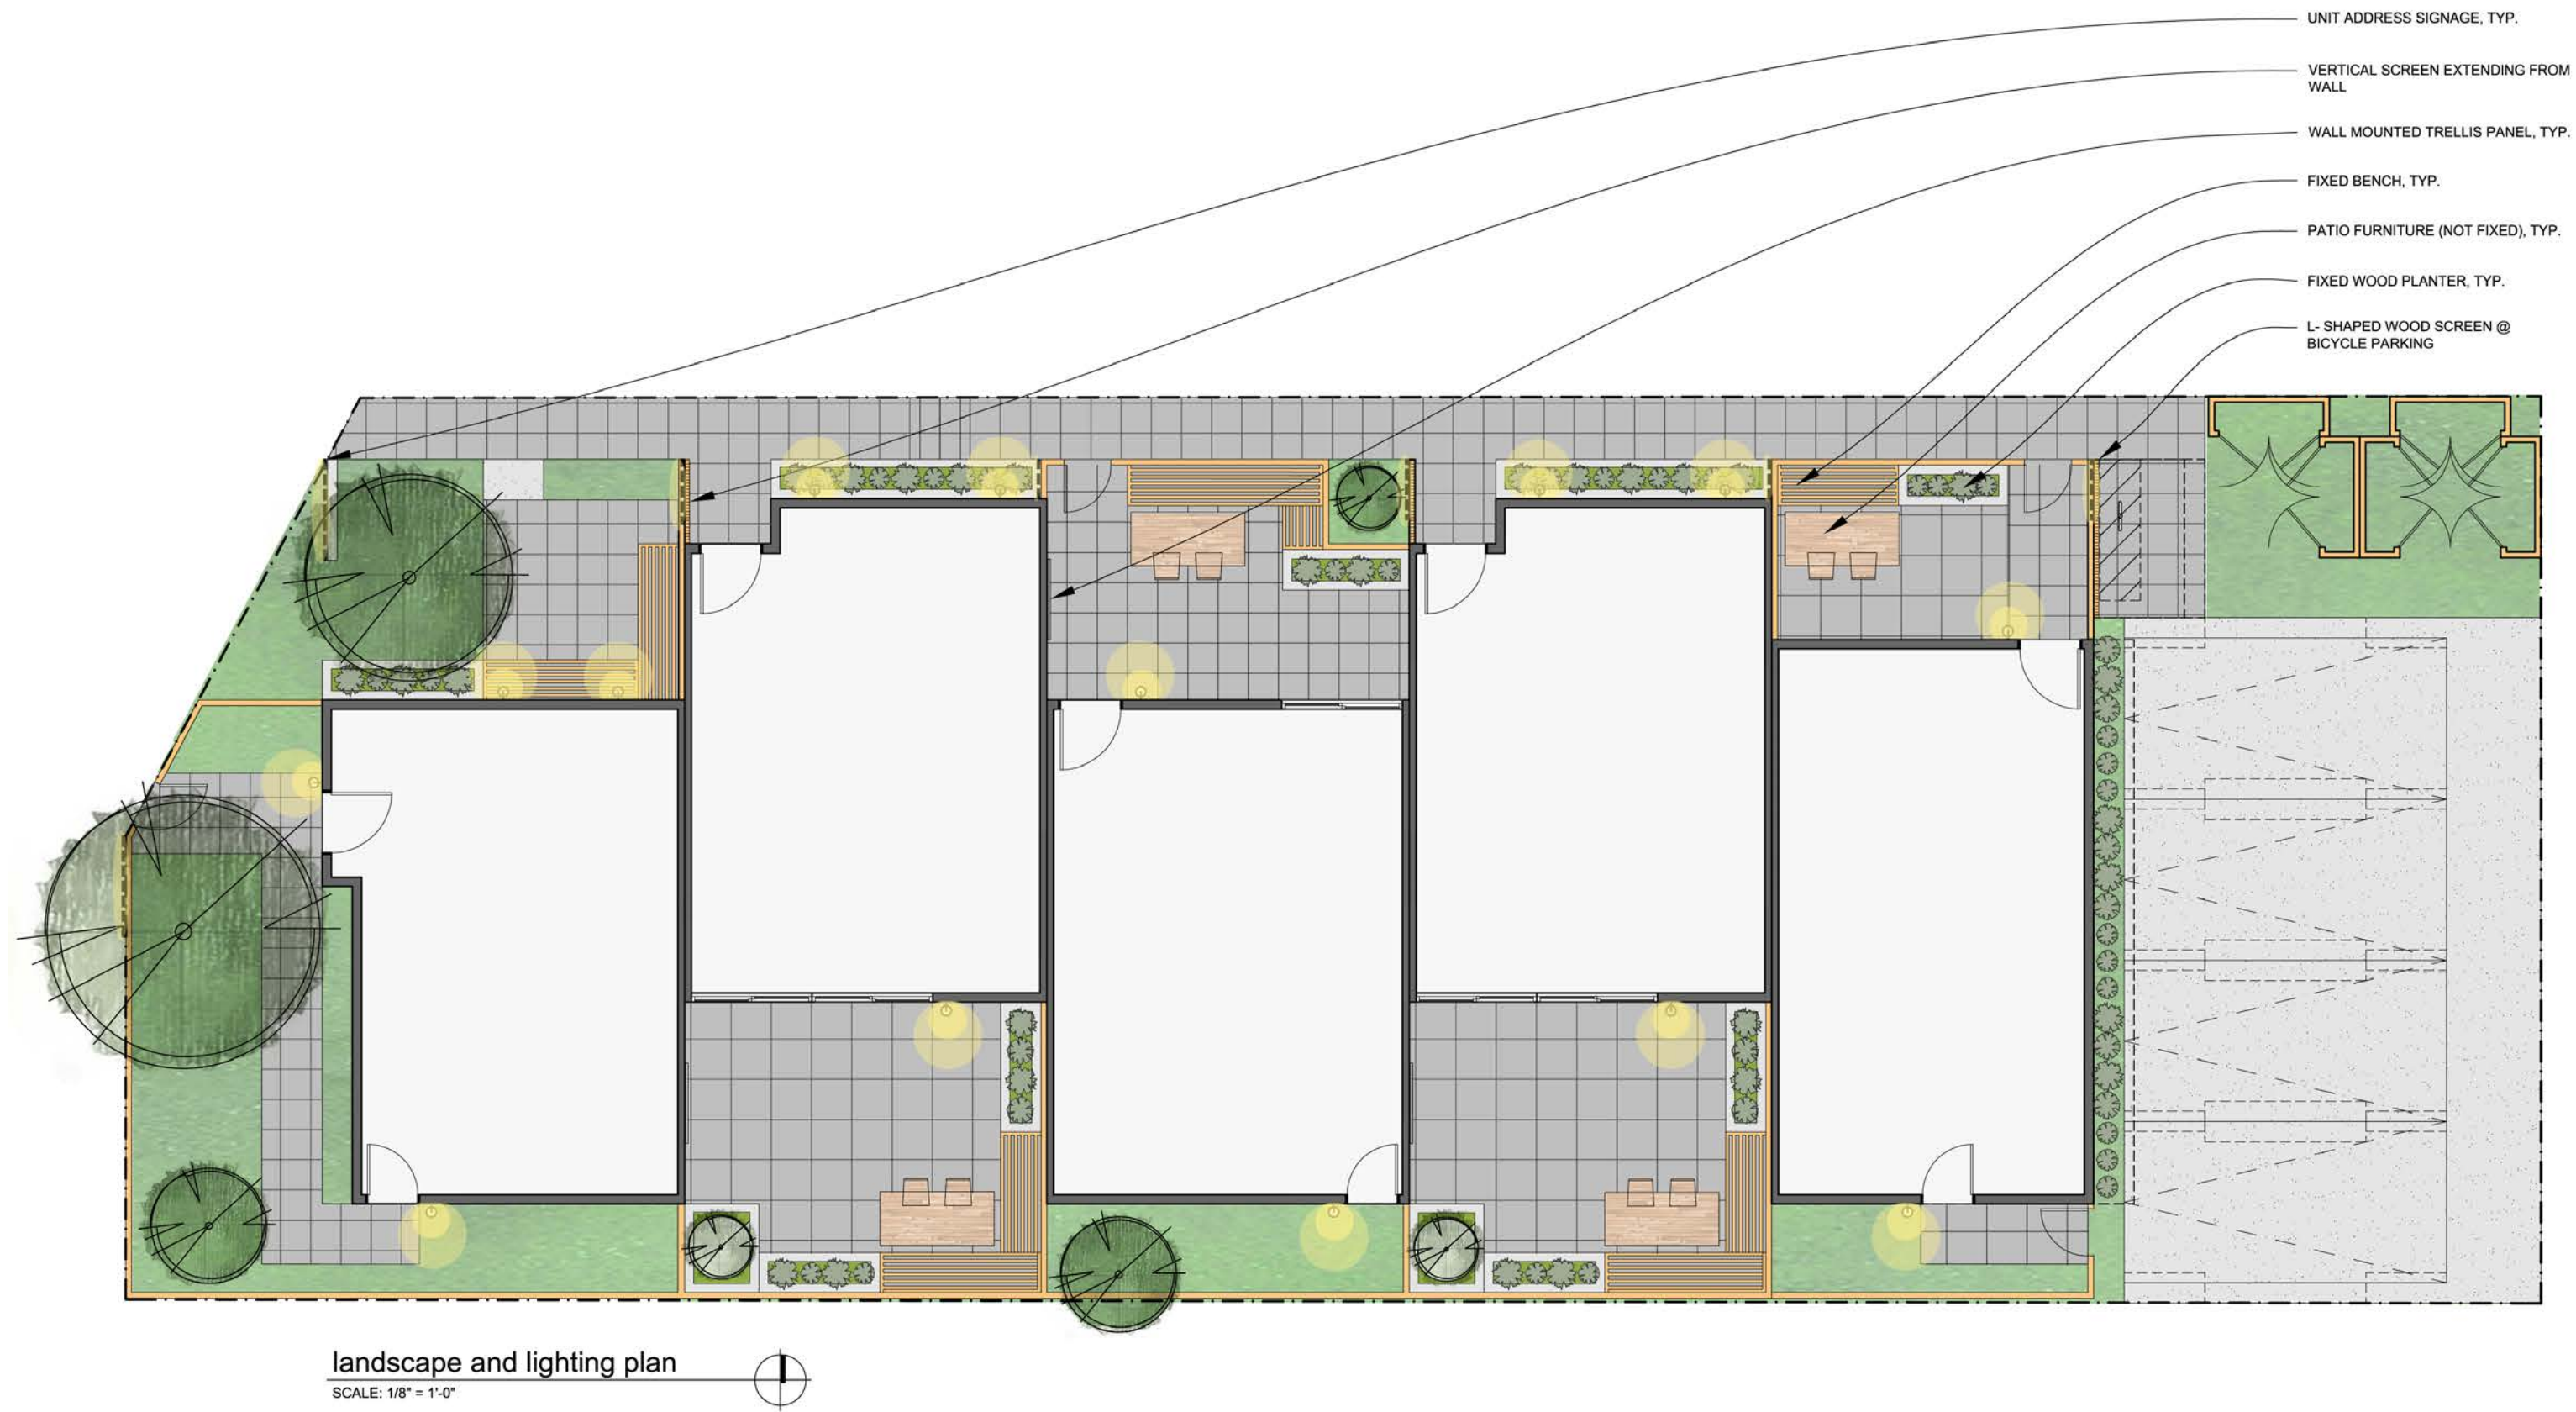 UNIT ADDRESS SIGNAGE, TYP.
VERTICAL SCREEN EXTENDING FROM
WALL
WALL MOUNTED TRELLIS PANEL, TYP.
FIXED BENCH, TYP.
PATIO FURNITURE (NOT FIXED), TYP.
FIXED WOOD PLANTER, TYP.
L- SHAPED WOOD SCREEN @
BICYCLE PARKING
landscape and lighting plan
SCALE: 1/8" = 1'-0"